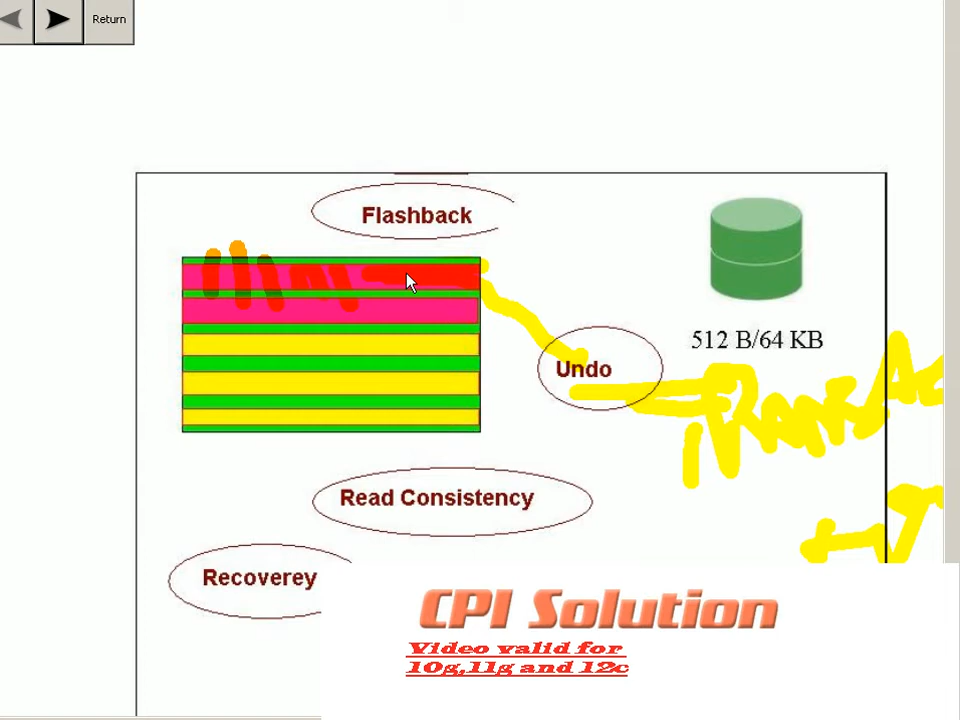 Return
Flashback
512 B/64 KB
Undo
Read Consistency
Recoverey
CPI Solution
Video valid for
10g,11g and 12c